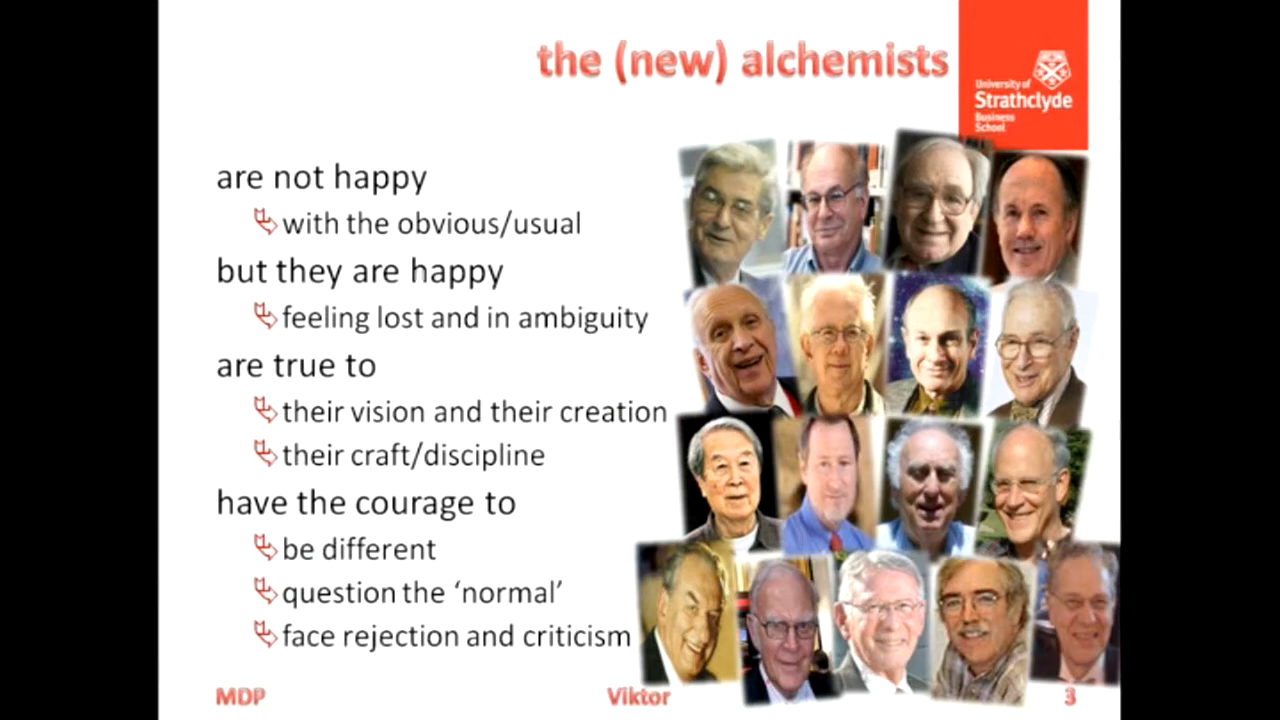 the (new) alchemists
University of
Strathclyde
Business
School
are not happy
with the obvious/usual
but they are happy
feeling lost and in ambiguity
are true to
their vision and their creation
their craft/discipline
have the courage to
be different
question the ‘normal’
face rejection and criticism
MDP
Viktor
3